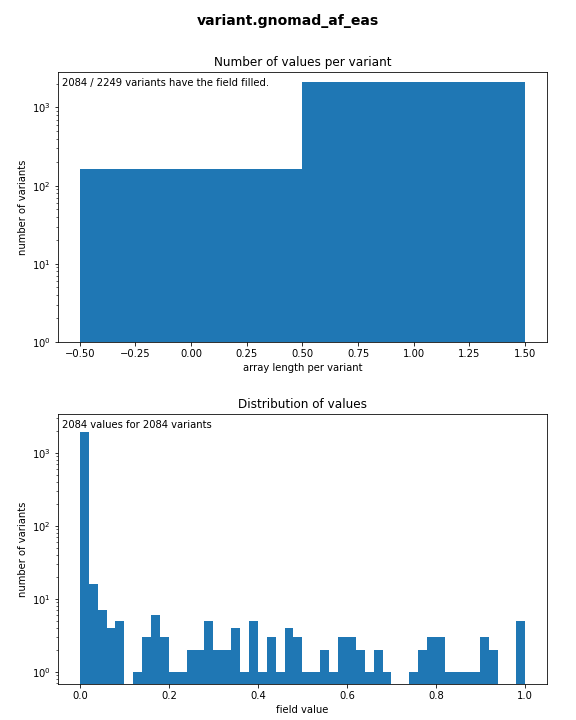 variant.gnomad_af_eas
Number of values per variant
2084 / 2249 variants have the field filled.
number of variants
10³
10²
10¹
10⁰
−0.50 −0.25 0.00 0.25 0.50 0.75 1.00 1.25 1.50
array length per variant
Distribution of values
2084 values for 2084 variants
number of variants
10³
10²
10¹
10⁰
0.0 0.2 0.4 0.6 0.8 1.0
field value